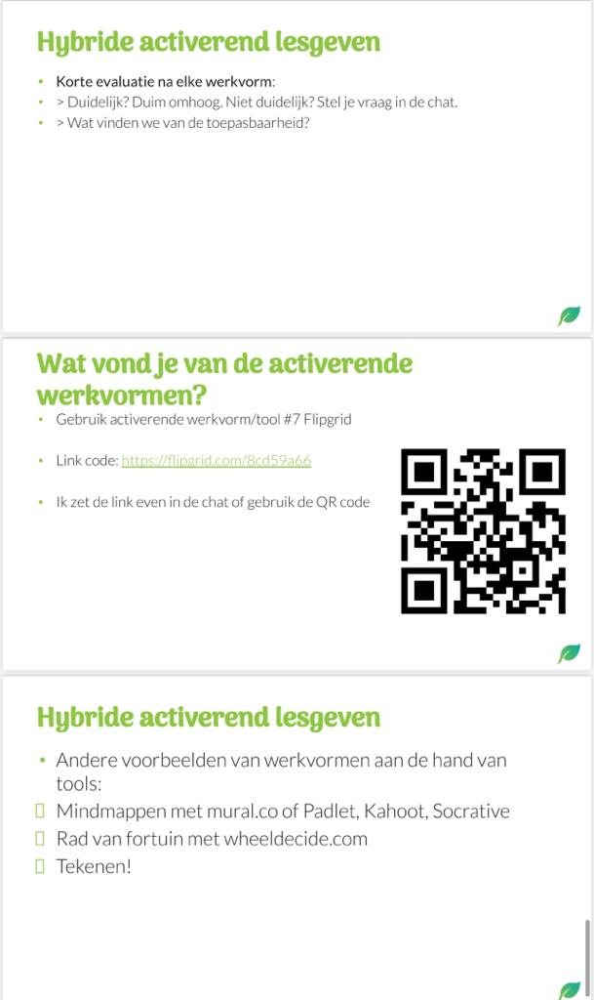 Hybride activerend lesgeven
• Korte evaluatie na elke werkvorm:
• > Duidelijk? Duim omhoog. Niet duidelijk? Stel je vraag in de chat.
• > Wat vinden we van de toepasbaarheid?
Wat vond je van de activerende
werkvormen?
• Gebruik activerende werkvorm/tool #7 Flipgrid
• Link code: https://flipgrid.com/8cd59a66
• Ik zet de link even in de chat of gebruik de QR code
Hybride activerend lesgeven
• Andere voorbeelden van werkvormen aan de hand van
tools:
Mindmappen met mural.co of Padlet, Kahoot, Socrative
Rad van fortuin met wheeldecide.com
Tekenen!